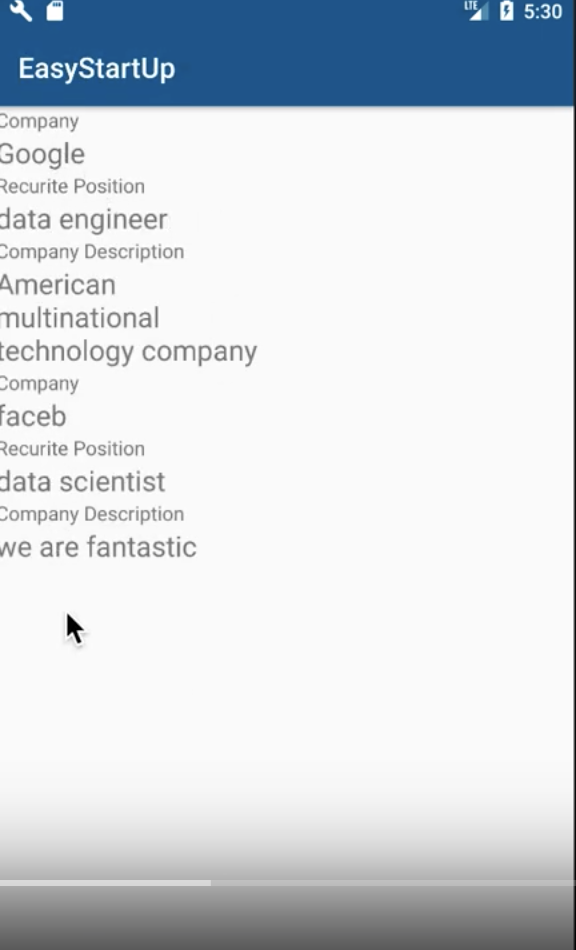 LTE 5:30
EasyStartUp
Company
Google
Recurite Position
data engineer
Company Description
American
multinational
technology company
Company
faceb
Recurite Position
data scientist
Company Description
we are fantastic